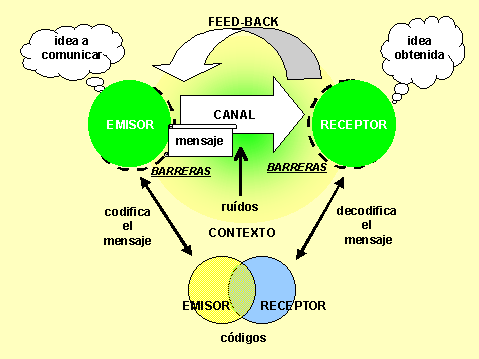 FEED-BACK
idea a
comunicar
idea
obtenida
CANAL
EMISOR
RECEPTOR
mensaje
BARRERAS
BARRERAS
ruídos
codifica
el
mensaje
decodifica
el
mensaje
CONTEXTO
EMISOR
RECEPTOR
códigos